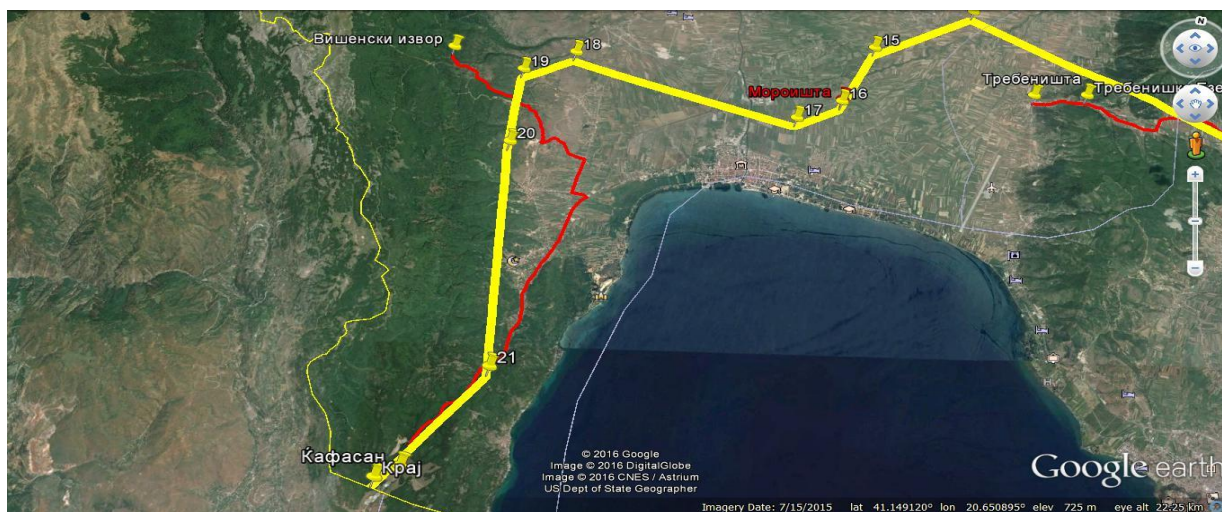 Вишенски извор
18
19
15
Требеништа
Требенишк
Мороишта
16
17
20
21
Ќафасан
Крај
© 2016 Google
Image © 2016 DigitalGlobe
Image © 2016 CNES / Astrium
US Dept of State Geographer
Google earth
Imagery Date: 7/15/2015 lat 41.149120° lon 20.650895° elev 725 m eye alt 22.25 km
N